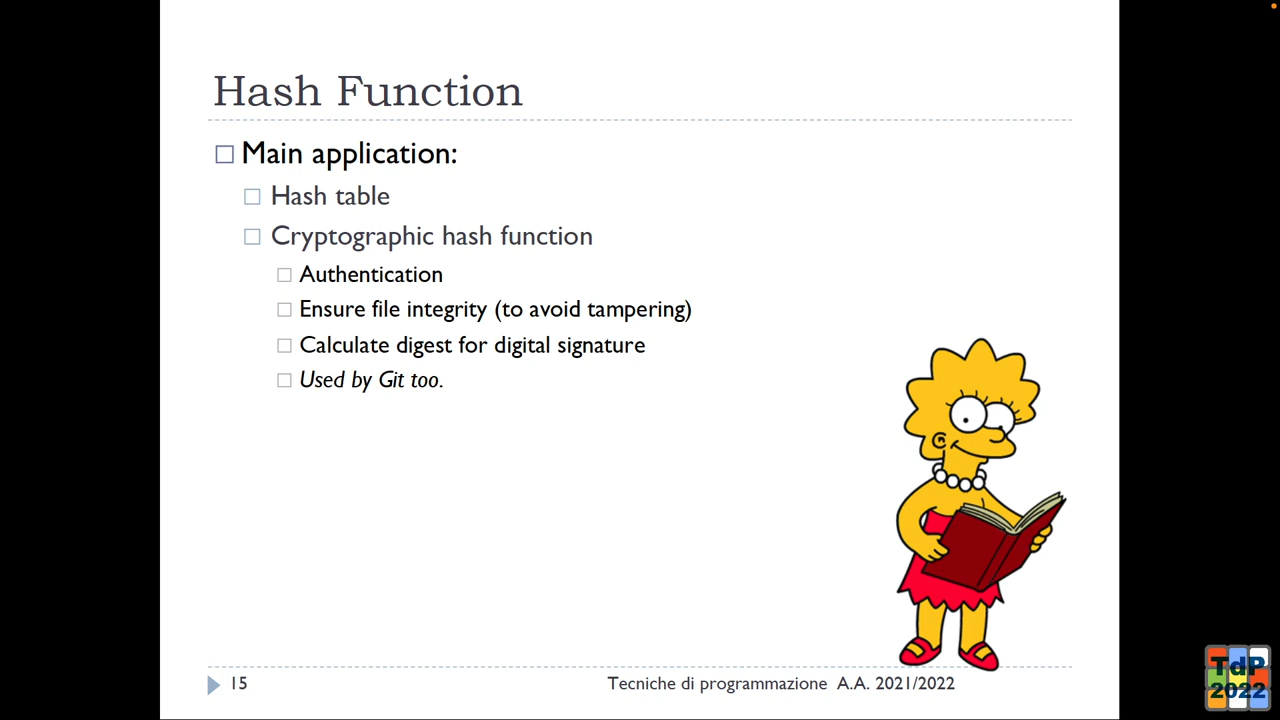 Hash Function
Main application:
Hash table
Cryptographic hash function
Authentication
Ensure file integrity (to avoid tampering)
Calculate digest for digital signature
Used by Git too.
15
Tecniche di programmazione A.A. 2021/2022
TdP
2022